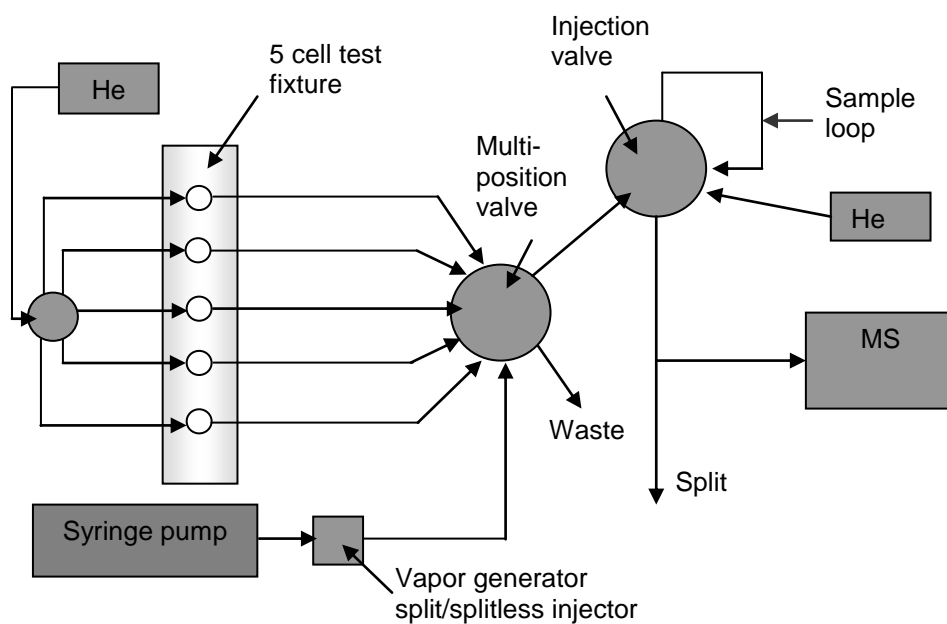 He
5 cell test
fixture
Multi-
position
valve
Injection
valve
Sample
loop
He
MS
Waste
Split
Syringe pump
Vapor generator
split/splitless injector